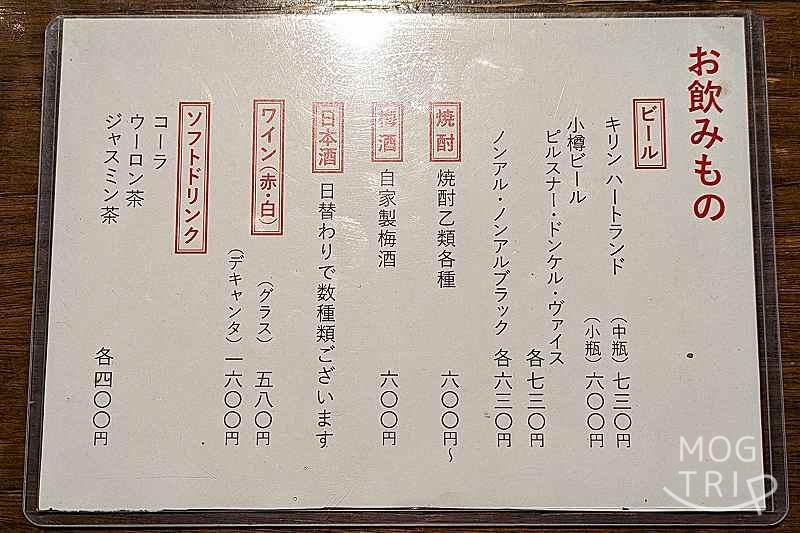 お飲みもの
ビール
キリン ハートランド
(中瓶) 七三〇円
(小瓶) 六〇〇円
小樽ビール
ピルスナー・ドンケル・ヴァイス
各 七三〇円
ノンアル・ノンアルブラック 各 六三〇円
焼酎 焼酎乙類各種 六〇〇円〜
梅酒 自家製梅酒 六〇〇円
日本酒 日替わりで数種類ございます
ワイン(赤・白)
(グラス) 五八〇円
(デキャンタ) 一六〇〇円
ソフトドリンク
コーラ
ウーロン茶
ジャスミン茶
各 四〇〇円
MOG
TRIP